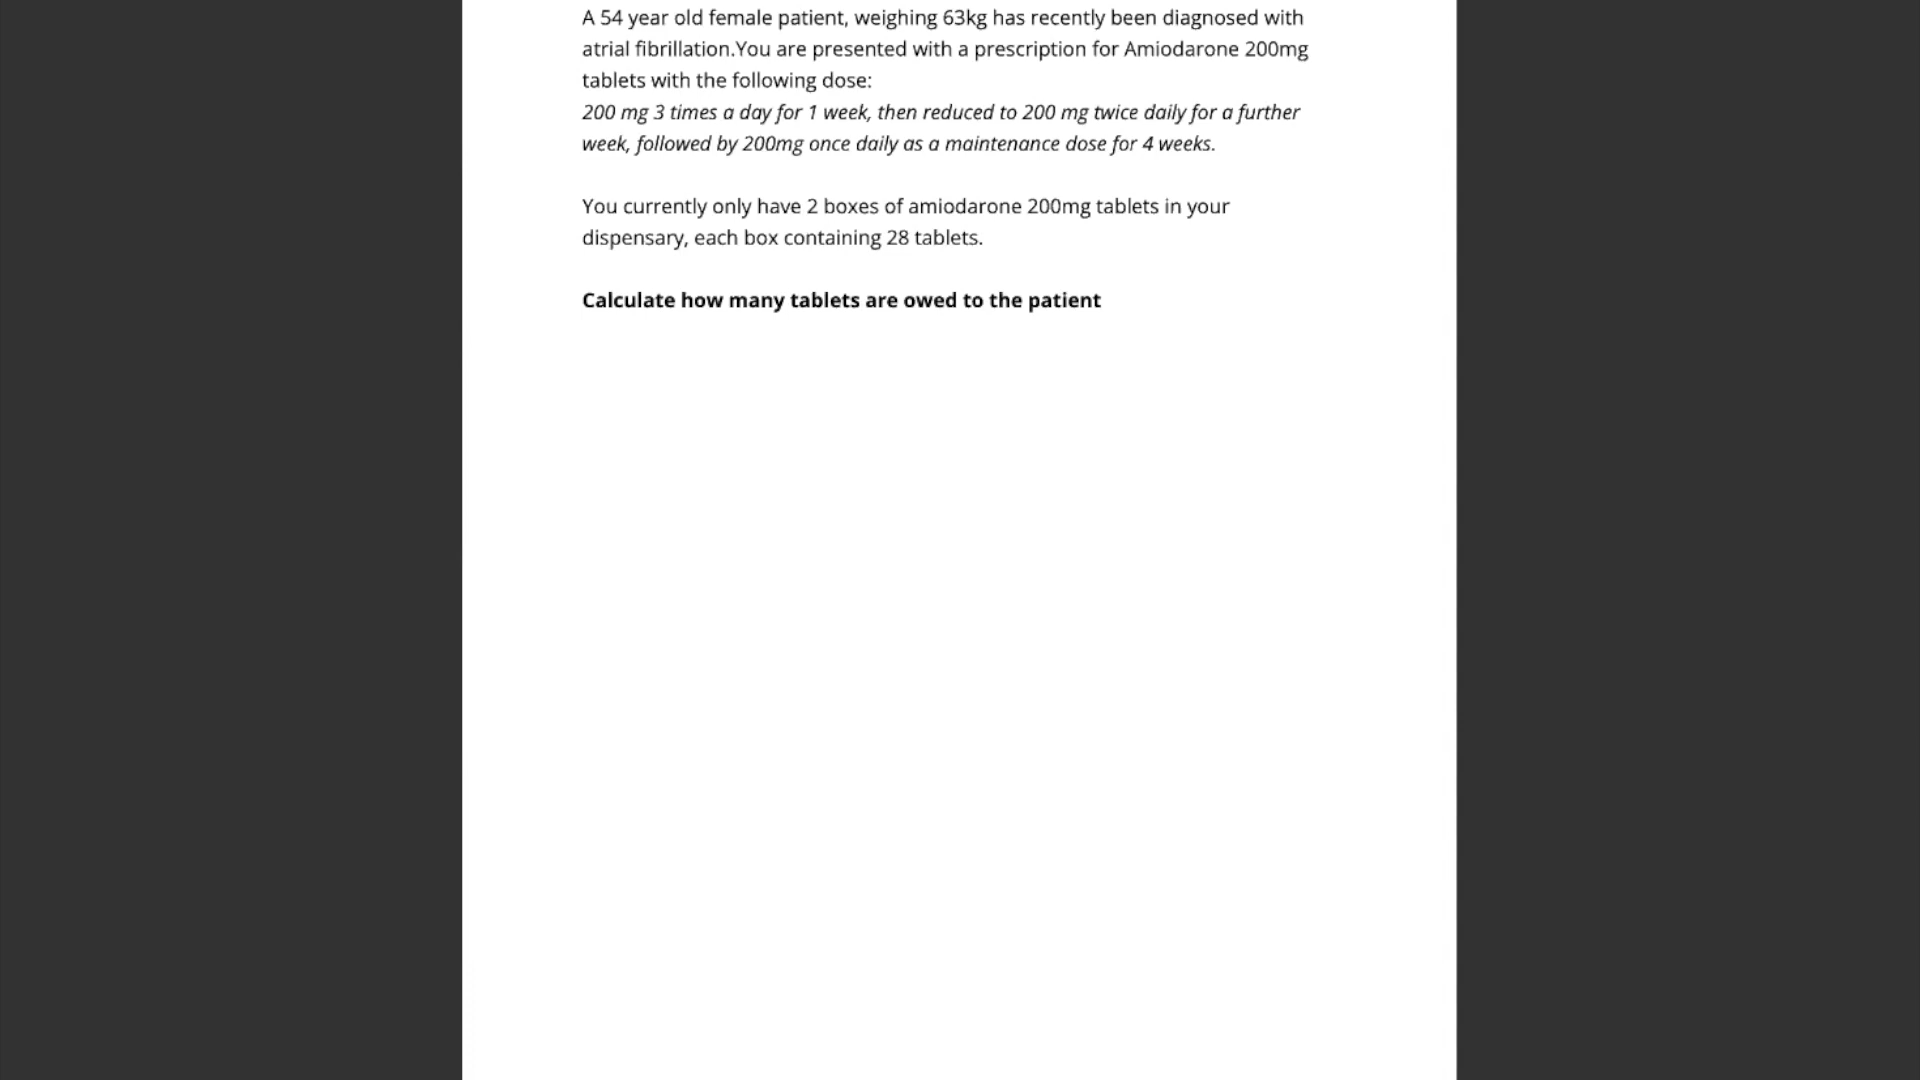 A 54 year old female patient, weighing 63kg has recently been diagnosed with
atrial fibrillation.You are presented with a prescription for Amiodarone 200mg
tablets with the following dose:
200 mg 3 times a day for 1 week, then reduced to 200 mg twice daily for a further
week, followed by 200mg once daily as a maintenance dose for 4 weeks.
You currently only have 2 boxes of amiodarone 200mg tablets in your
dispensary, each box containing 28 tablets.
Calculate how many tablets are owed to the patient